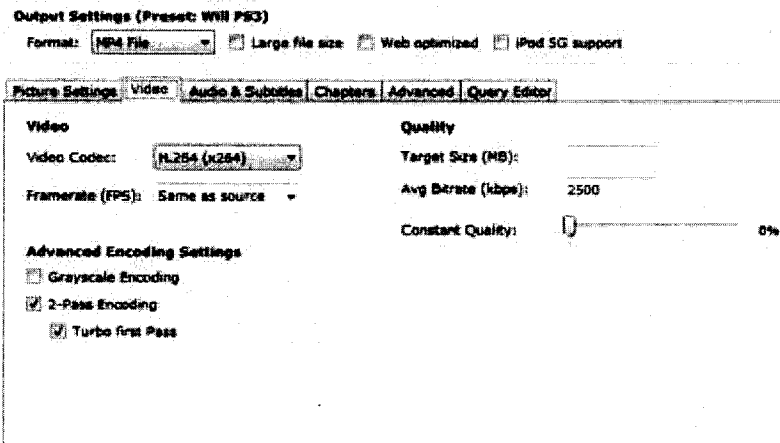 Output Settings (Preset: Will PS3)
Format: MP4 File Large file size Web optimized iPod 5G support
Picture Settings Video Audio & Subtitles Chapters Advanced Query Editor
Video
Video Codec: H.264 (x264)
Framerate (FPS): Same as source
Advanced Encoding Settings
Grayscale Encoding
2-Pass Encoding
Turbo first Pass
Quality
Target Size (MB):
Avg Bitrate (kbps): 2500
Constant Quality: 0%